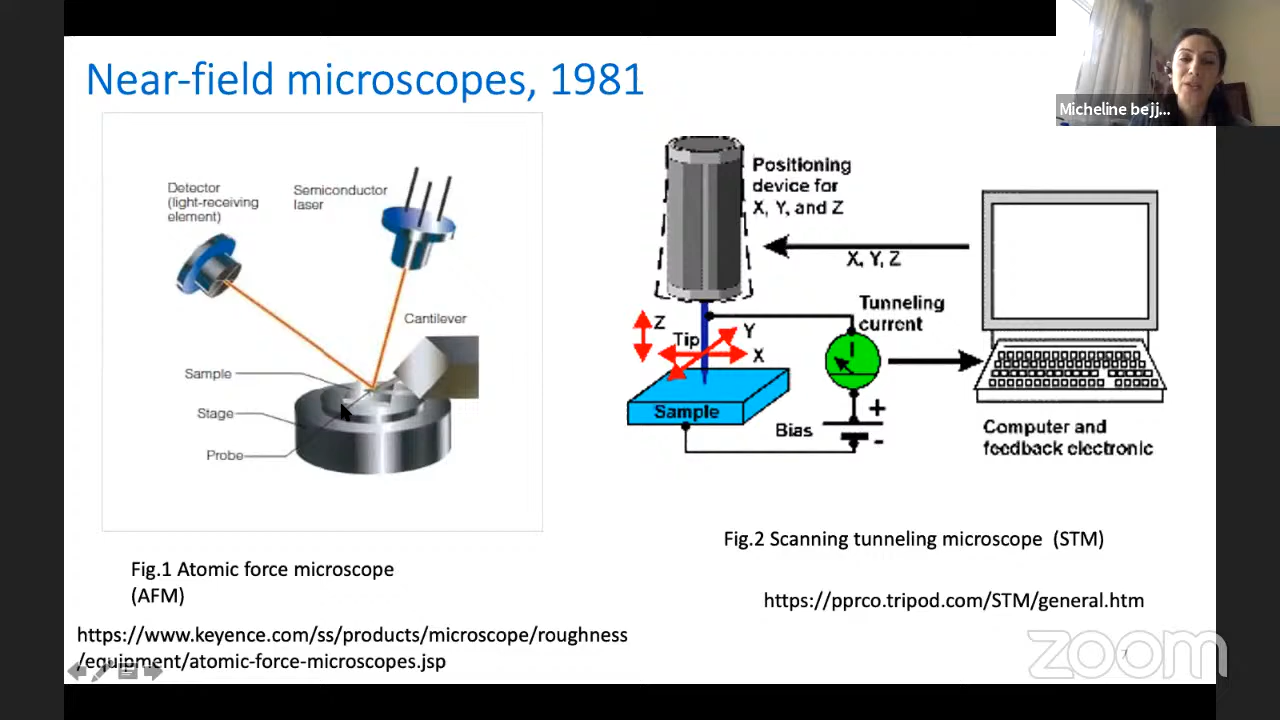 Near-field microscopes, 1981
Micheline bejj...
Detector
(light-receiving
element)
Semiconductor
laser
Cantilever
Sample
Stage
Probe
Positioning
device for
X, Y, and Z
X, Y, Z
Tunneling
current
Z
Tip
Y
X
I
Sample
Bias
+
-
Computer and
feedback electronic
Fig.1 Atomic force microscope
(AFM)
https://www.keyence.com/ss/products/microscope/roughness
/equipment/atomic-force-microscopes.jsp
Fig.2 Scanning tunneling microscope (STM)
https://pprco.tripod.com/STM/general.htm
7
zoom